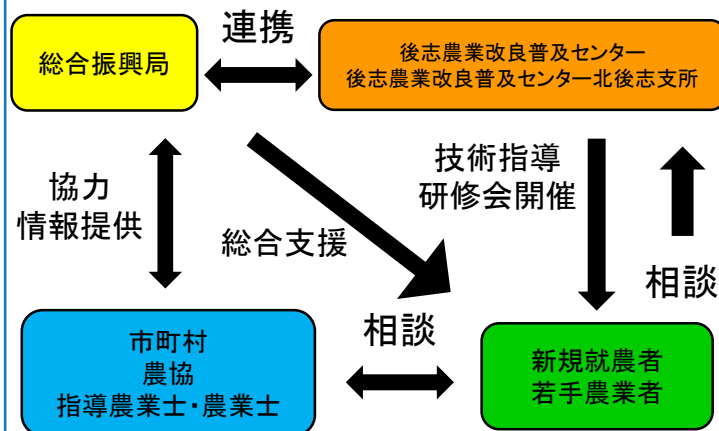 総合振興局
連携
後志農業改良普及センター
後志農業改良普及センター北後志支所
協力
情報提供
総合支援
技術指導
研修会開催
相談
市町村
農協
指導農業士・農業士
相談
新規就農者
若手農業者